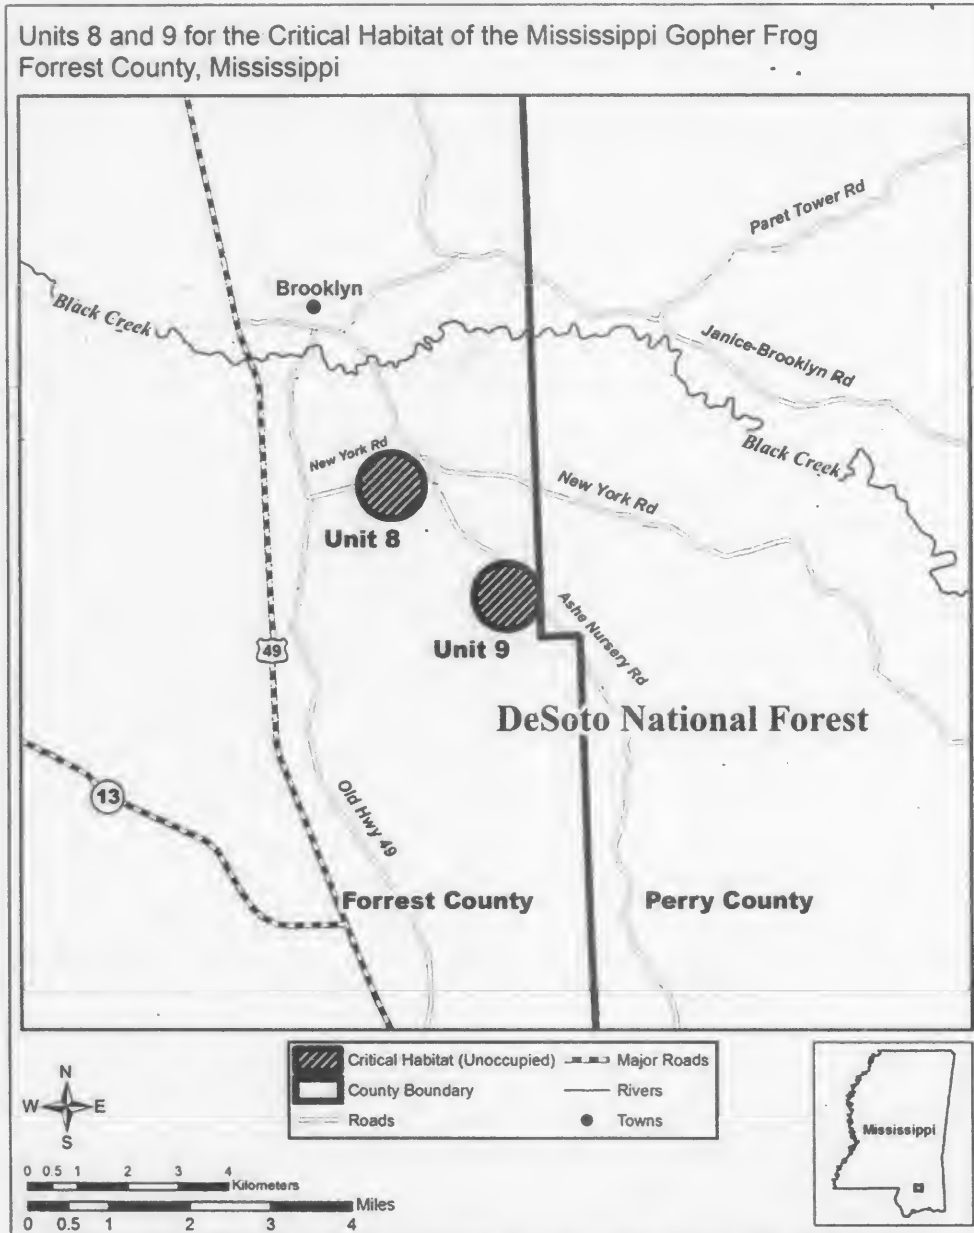 Units 8 and 9 for the Critical Habitat of the Mississippi Gopher Frog
Forrest County, Mississippi
Paret Tower Rd
Brooklyn
Black Creek
Janice-Brooklyn Rd
New York Rd
Black Creek
New York Rd
Unit 8
Ashe Nursery Rd
Unit 9
49
DeSoto National Forest
13
Old Hwy 49
Forrest County
Perry County
Critical Habitat (Unoccupied)
Major Roads
County Boundary
Rivers
Roads
Towns
N
W
E
S
Mississippi
0 0.5 1 2 3 4
Kilometers
Miles
0 0.5 1 2 3 4